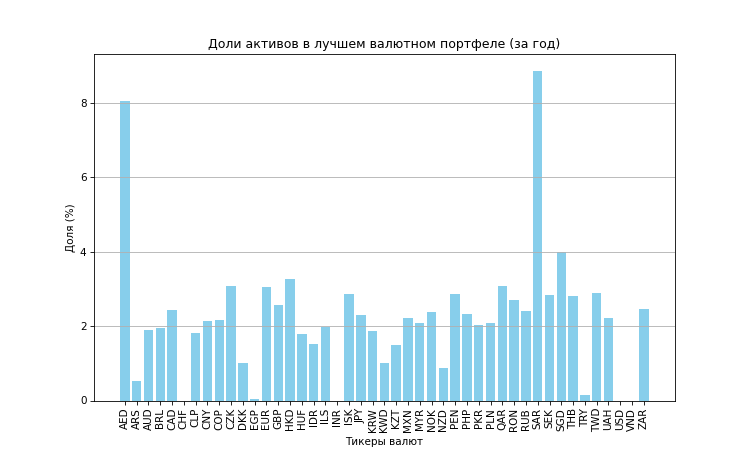 Доли активов в лучшем валютном портфеле (за год)
Доля (%)
8
6
4
2
0
AED ARS AUD BRL CAD CHF CLP CNY COP CZK DKK EGP EUR GBP HKD HUF IDR ILS INR ISK JPY KRW KWD KZT MXN MYR NOK NZD PEN PHP PKR PLN QAR RON RUB SAR SEK SGD THB TRY TWD UAH USD VND ZAR
Тикеры валют